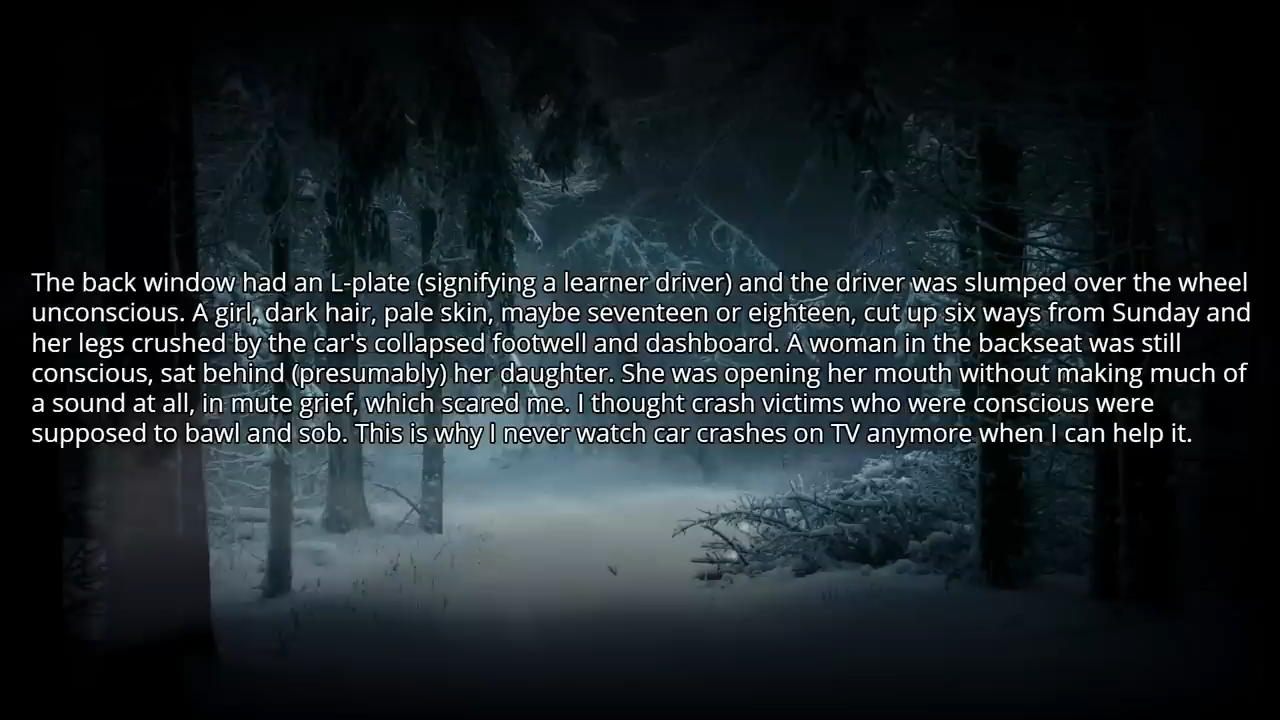 The back window had an L-plate (signifying a learner driver) and the driver was slumped over the wheel
unconscious. A girl, dark hair, pale skin, maybe seventeen or eighteen, cut up six ways from Sunday and
her legs crushed by the car's collapsed footwell and dashboard. A woman in the backseat was still
conscious, sat behind (presumably) her daughter. She was opening her mouth without making much of
a sound at all, in mute grief, which scared me. I thought crash victims who were conscious were
supposed to bawl and sob. This is why I never watch car crashes on TV anymore when I can help it.